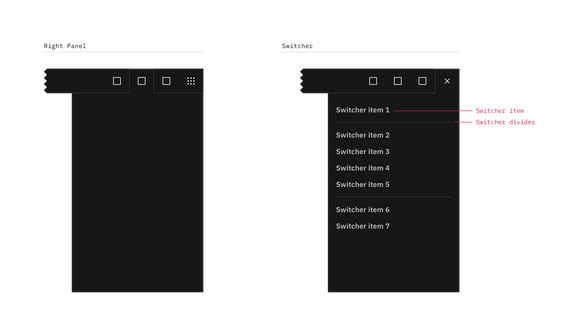 Right Panel
Switcher
Switcher item 1
Switcher item
Switcher divider
Switcher item 2
Switcher item 3
Switcher item 4
Switcher item 5
Switcher item 6
Switcher item 7